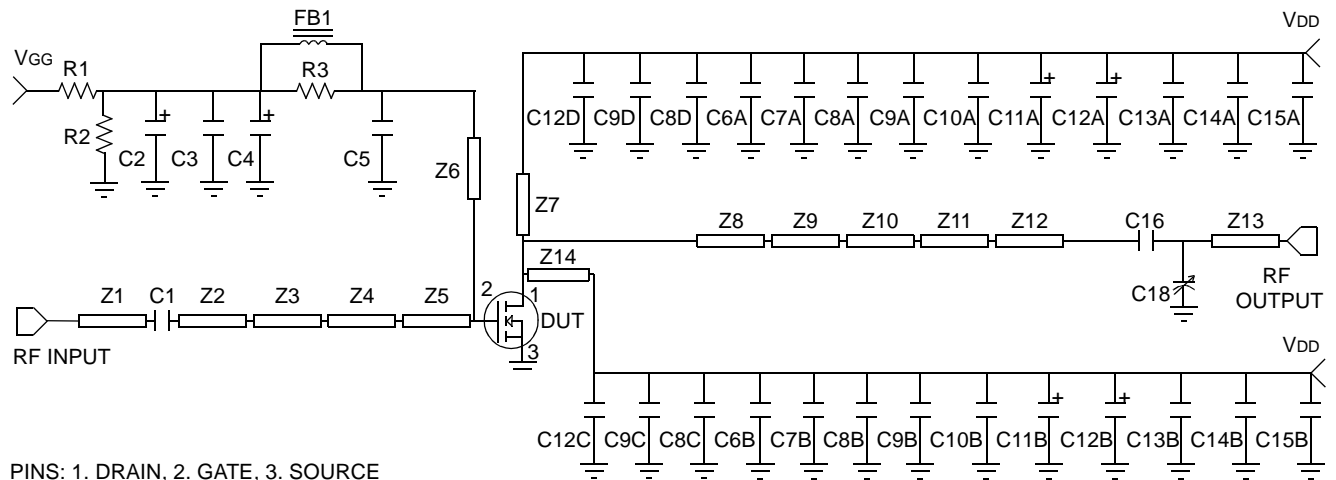 FB1
VDD
VGG
R1
R3
R2
C2
C3
C4
C5
C12D
C9D
C8D
C6A
C7A
C8A
C9A
C10A
C11A
C12A
C13A
C14A
C15A
+
+
+
+
Z6
Z7
Z8
Z9
Z10
Z11
Z12
C16
Z13
Z14
C18
RF
OUTPUT
Z1
C1
Z2
Z3
Z4
Z5
2
1
DUT
3
RF INPUT
VDD
+
+
C12C
C9C
C8C
C6B
C7B
C8B
C9B
C10B
C11B
C12B
C13B
C14B
C15B
PINS: 1. DRAIN, 2. GATE, 3. SOURCE